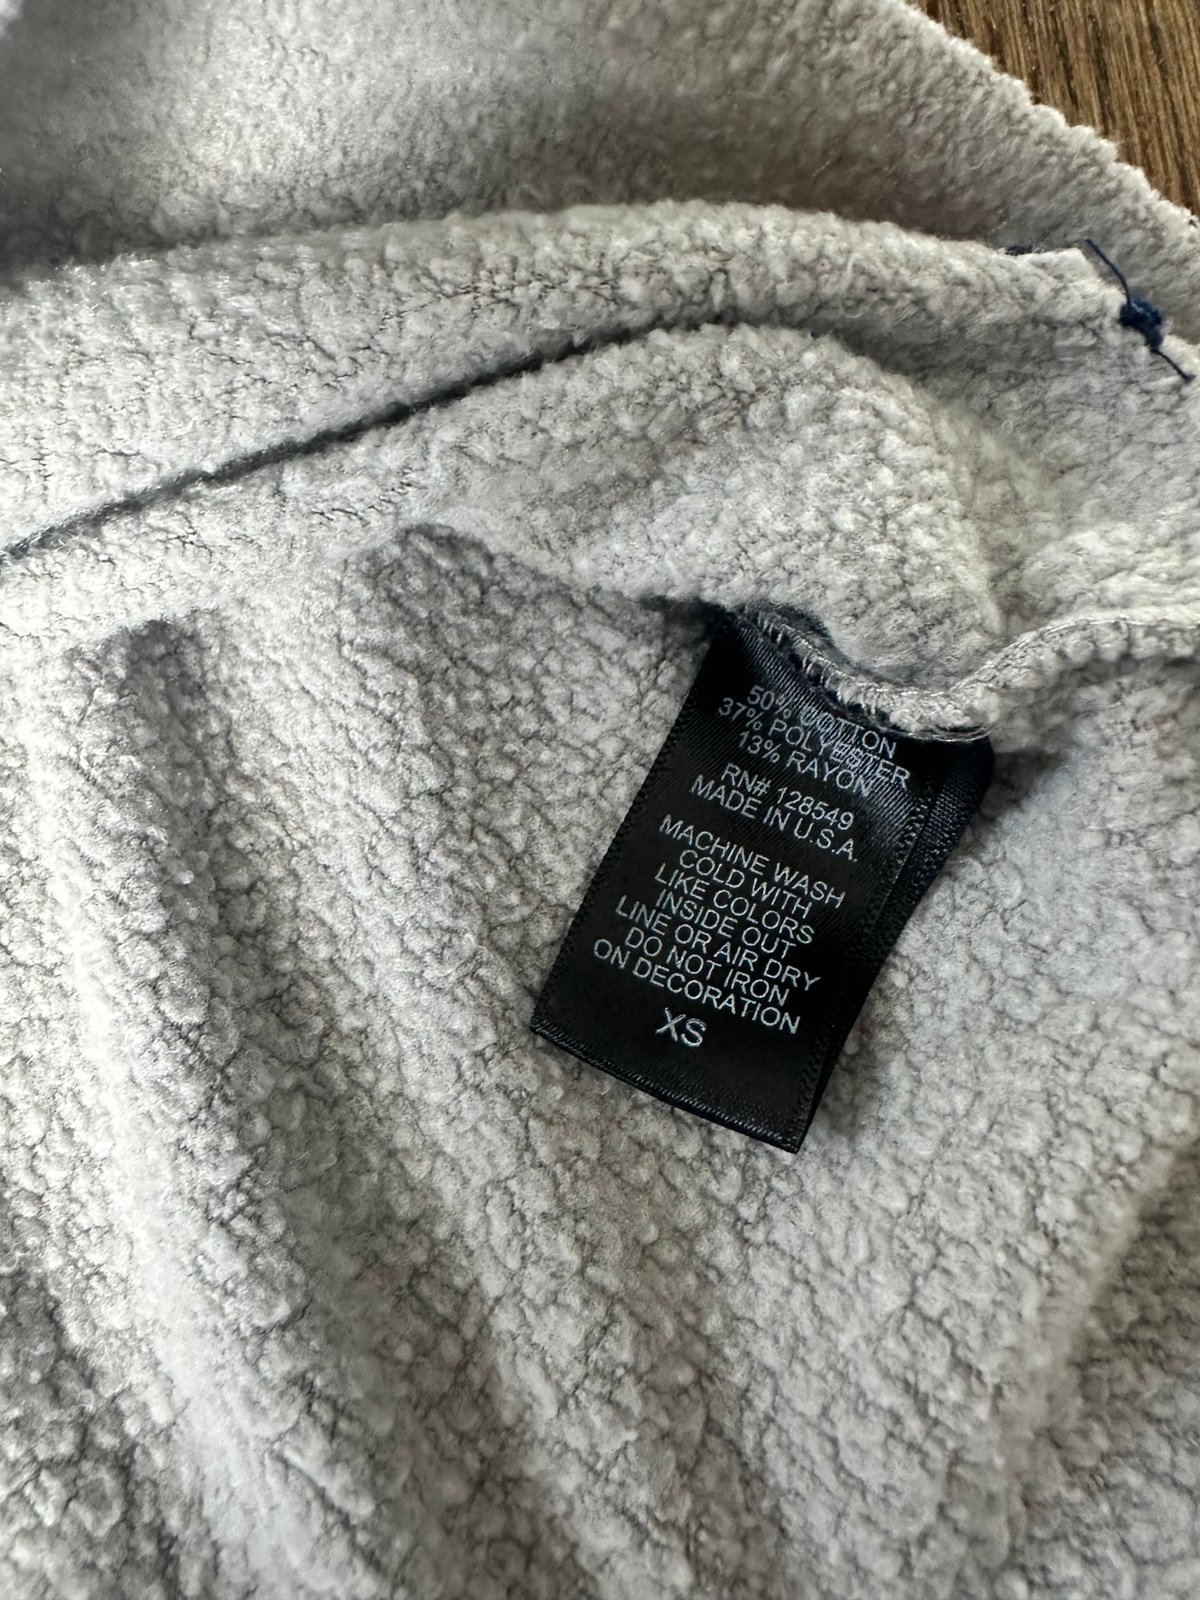 50% COTTON
37% POLYESTER
13% RAYON
RN# 128549
MADE IN U.S.A.
MACHINE WASH
COLD WITH
LIKE COLORS
INSIDE OUT
LINE OR AIR DRY
DO NOT IRON
ON DECORATION
XS